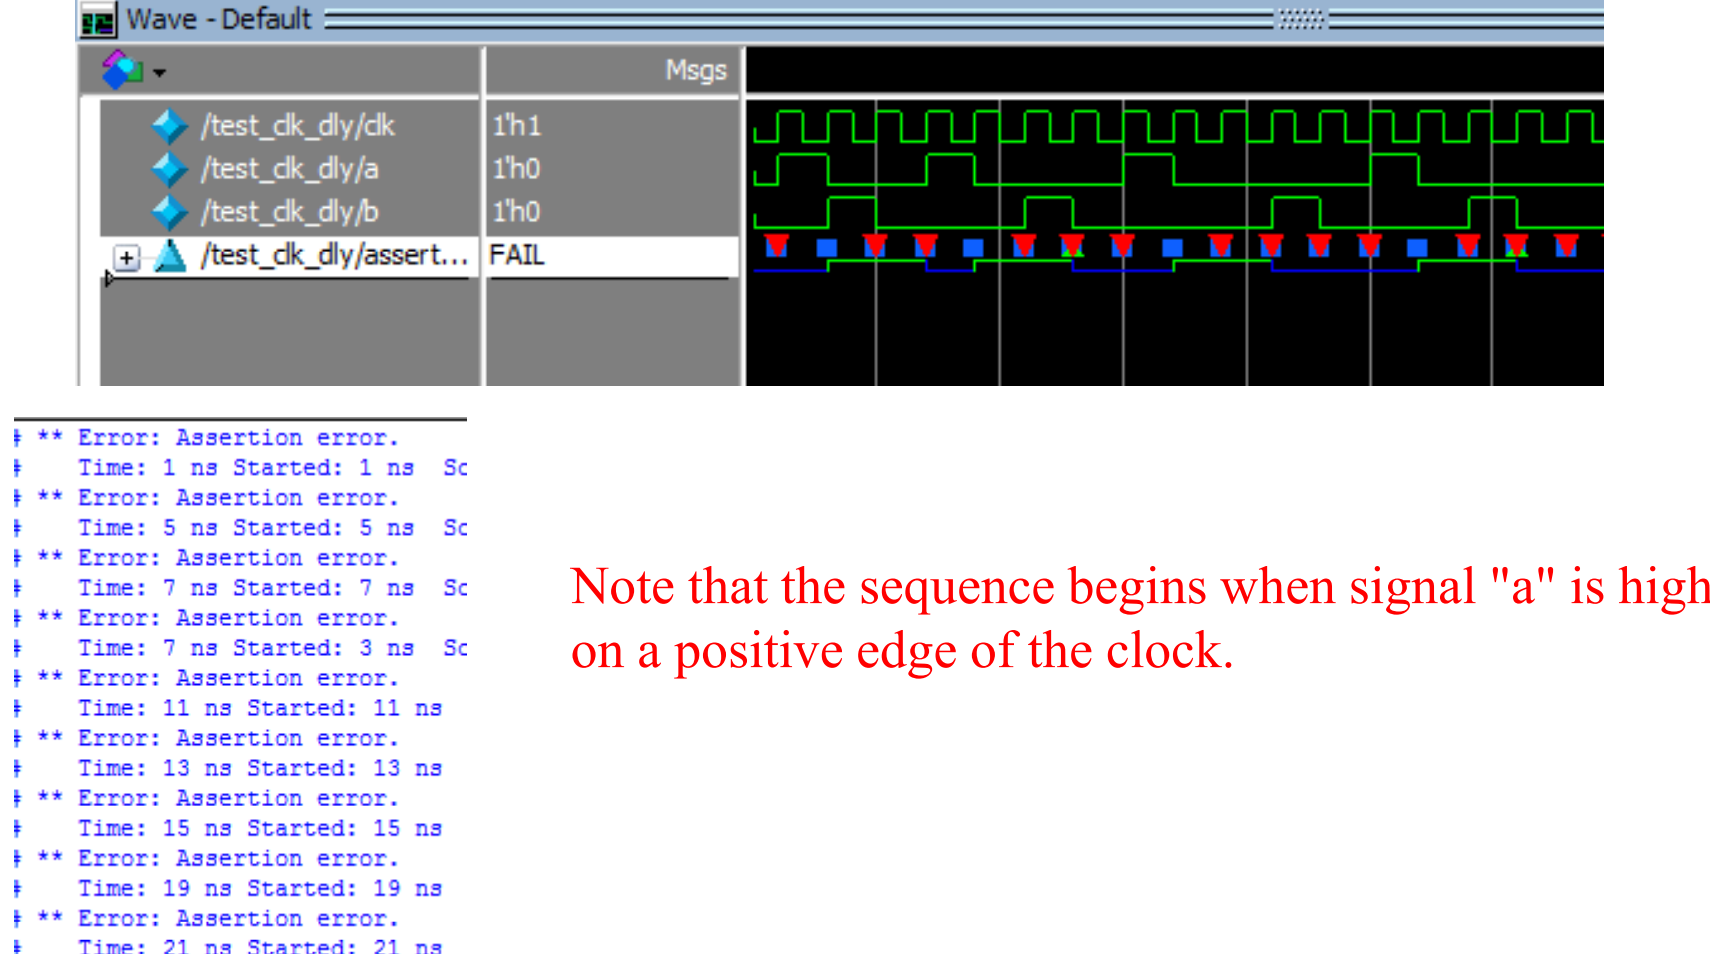 Wave - Default
Msgs
/test_clk_dly/clk 1'h1
/test_clk_dly/a 1'h0
/test_clk_dly/b 1'h0
/test_clk_dly/assert... FAIL
# ** Error: Assertion error.
#    Time: 1 ns Started: 1 ns  Sc
# ** Error: Assertion error.
#    Time: 5 ns Started: 5 ns  Sc
# ** Error: Assertion error.
#    Time: 7 ns Started: 7 ns  Sc
# ** Error: Assertion error.
#    Time: 7 ns Started: 3 ns  Sc
# ** Error: Assertion error.
#    Time: 11 ns Started: 11 ns
# ** Error: Assertion error.
#    Time: 13 ns Started: 13 ns
# ** Error: Assertion error.
#    Time: 15 ns Started: 15 ns
# ** Error: Assertion error.
#    Time: 19 ns Started: 19 ns
# ** Error: Assertion error.
#    Time: 21 ns Started: 21 ns
Note that the sequence begins when signal "a" is high
on a positive edge of the clock.